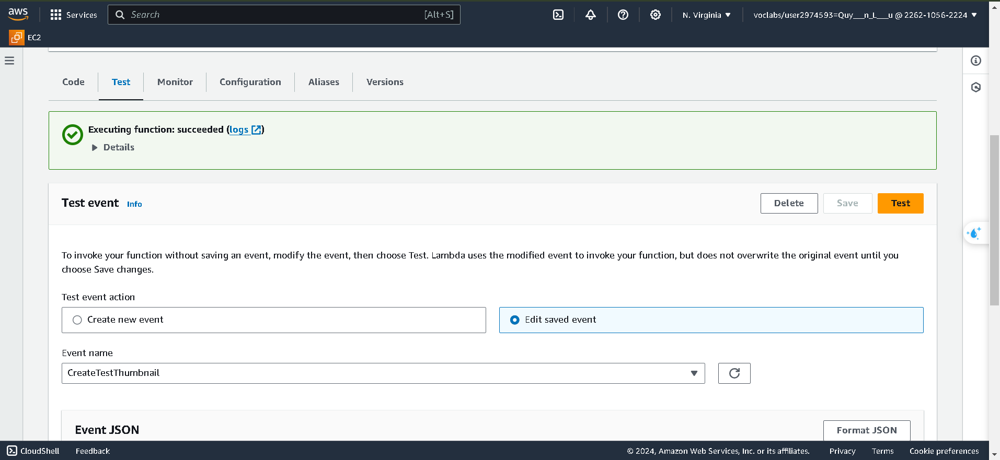 aws
Services
Search
[Alt+S]
N. Virginia
voclabs/user2974593=Quy___n_L___u @ 2262-1056-2224
EC2
Code
Test
Monitor
Configuration
Aliases
Versions
Executing function: succeeded (logs)
Details
Test event
Info
Delete
Save
Test
To invoke your function without saving an event, modify the event, then choose Test. Lambda uses the modified event to invoke your function, but does not overwrite the original event until you
choose Save changes.
Test event action
Create new event
Edit saved event
Event name
CreateTestThumbnail
Event JSON
Format JSON
CloudShell
Feedback
© 2024, Amazon Web Services, Inc. or its affiliates.
Privacy
Terms
Cookie preferences